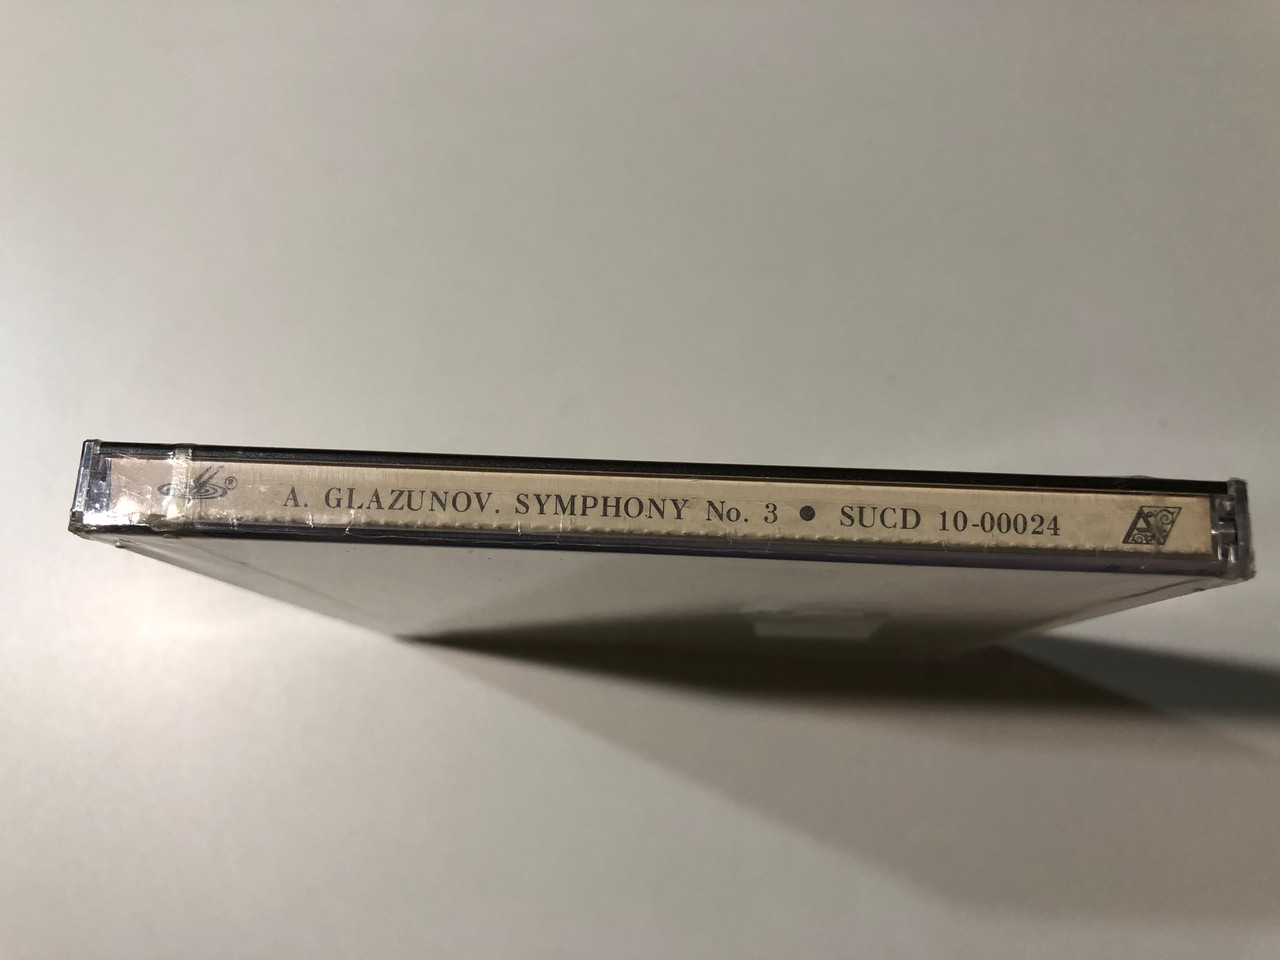 ® A. GLAZUNOV. SYMPHONY No. 3 ● SUCD 10-00024